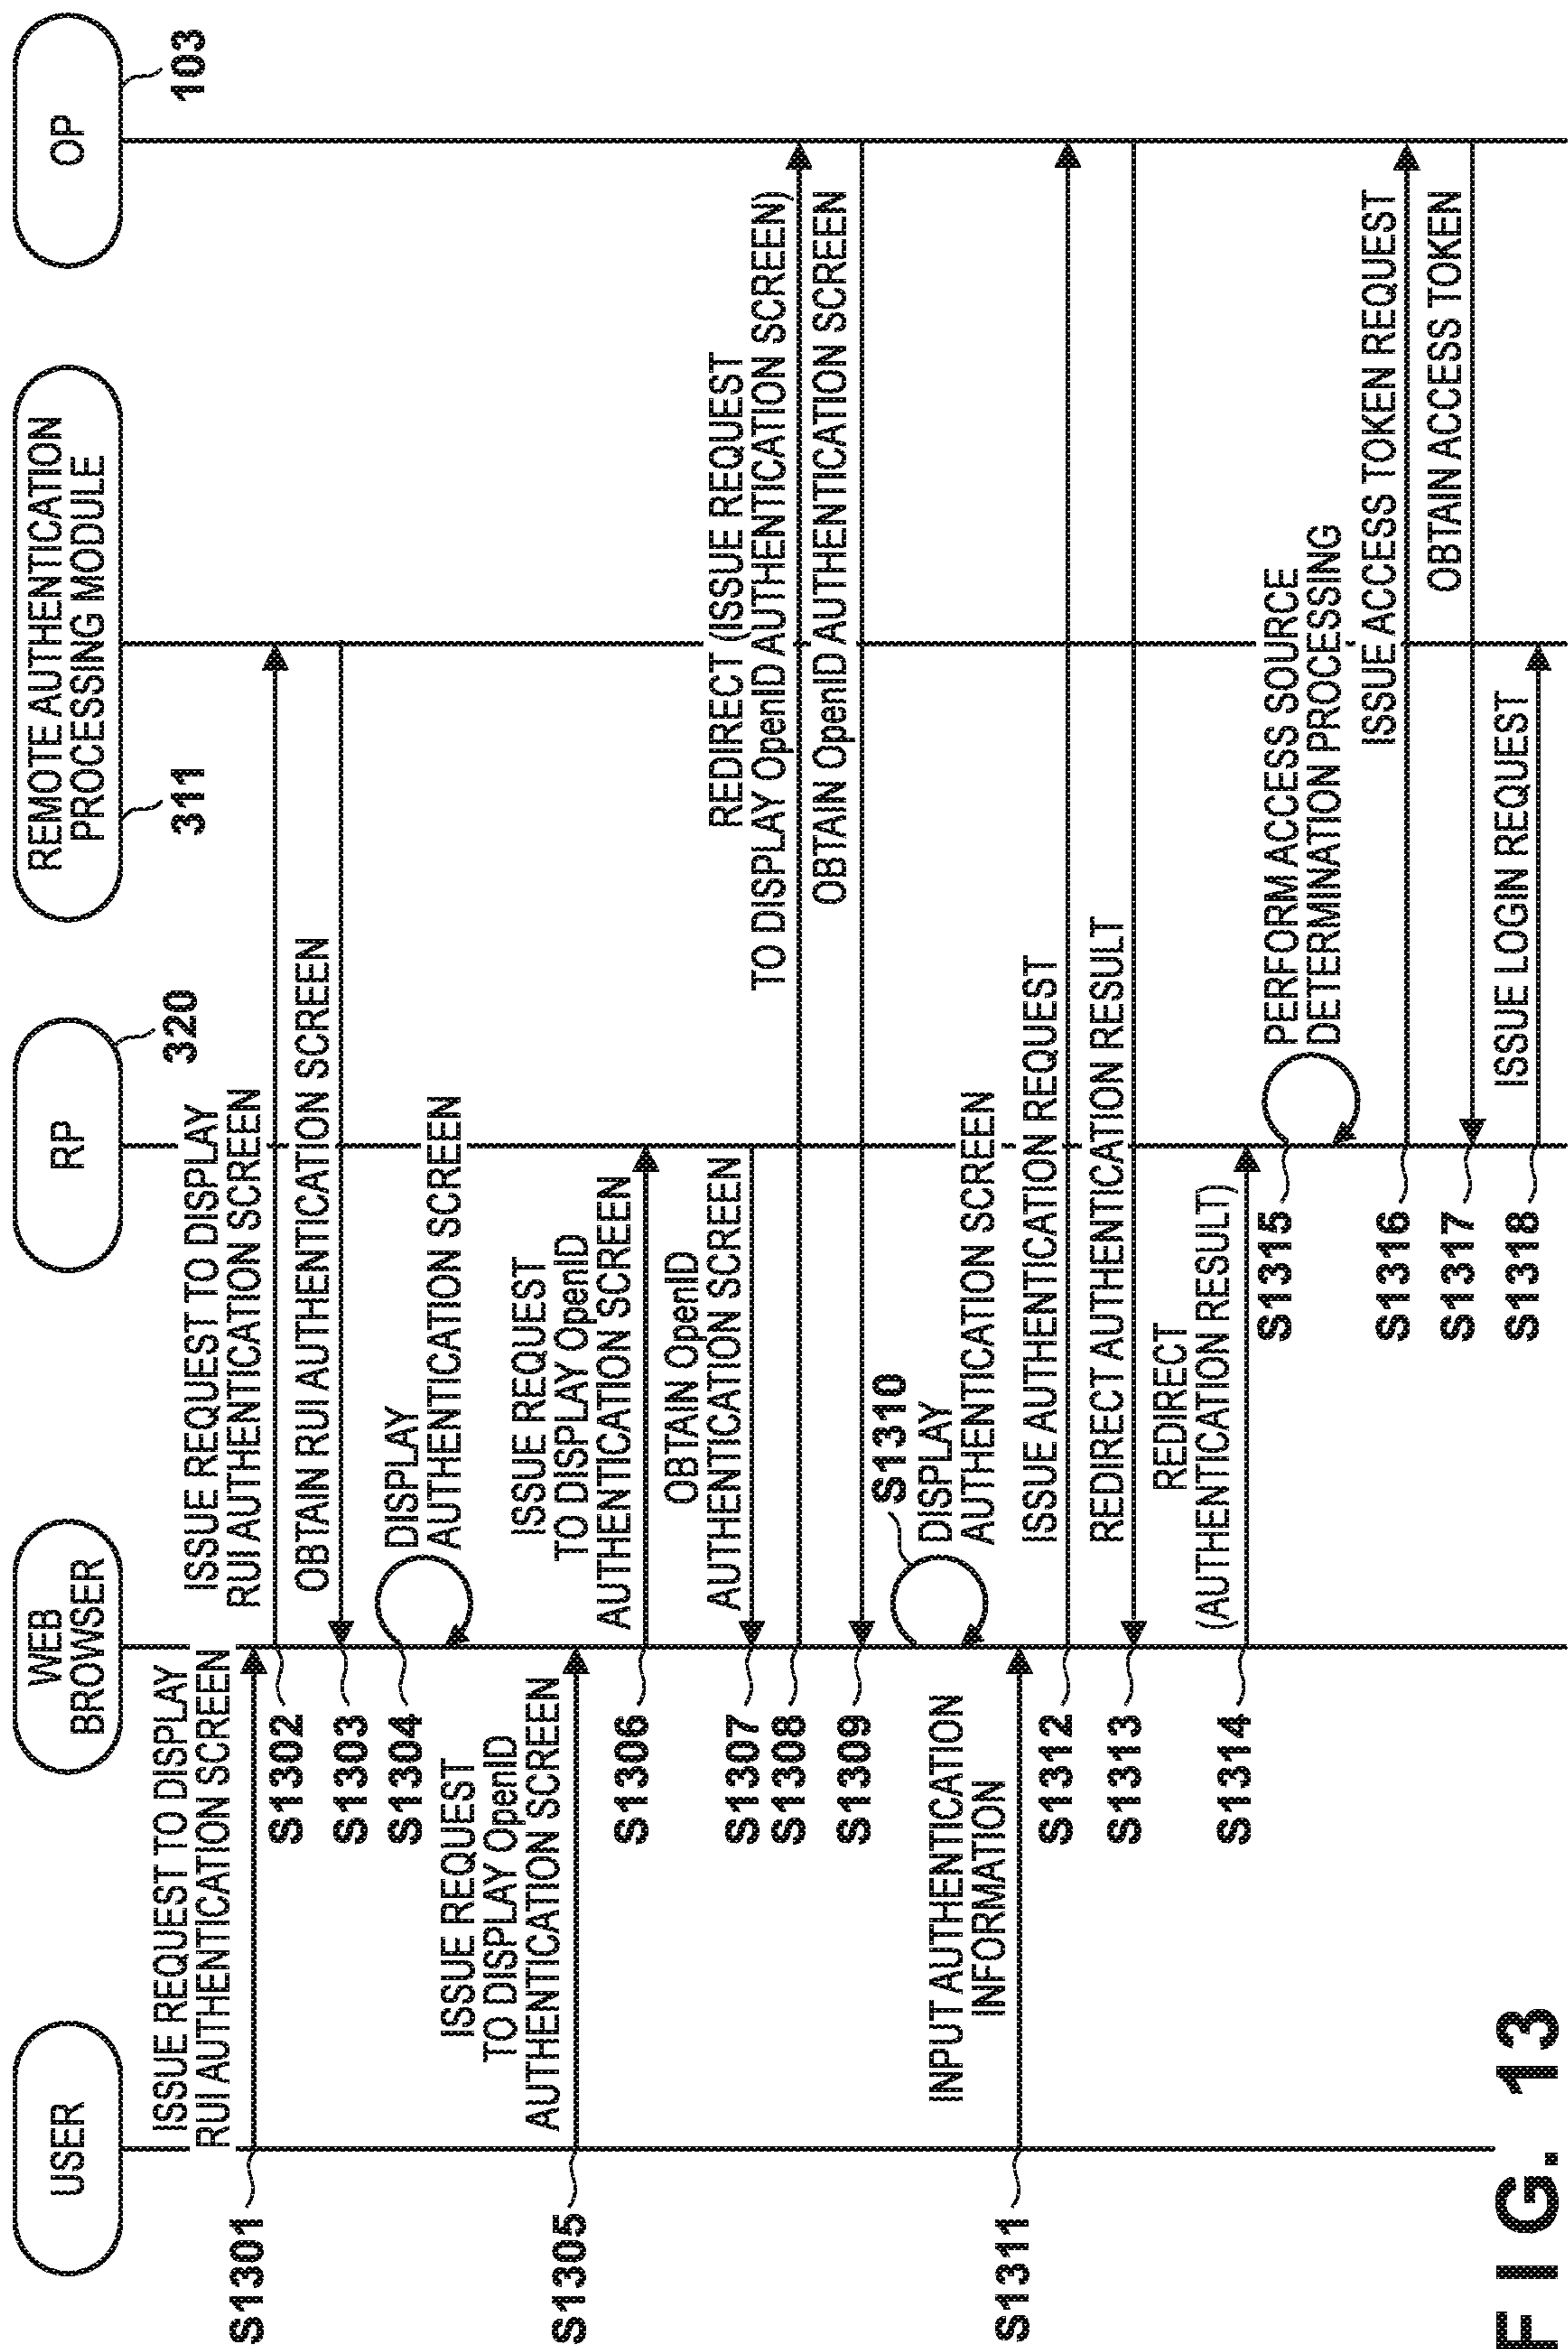 USER
WEB
BROWSER
RP
320
REMOTE AUTHENTICATION
PROCESSING MODULE
311
OP
103
S1301
ISSUE REQUEST TO DISPLAY
RUI AUTHENTICATION SCREEN
S1302
ISSUE REQUEST TO DISPLAY
RUI AUTHENTICATION SCREEN
S1303
OBTAIN RUI AUTHENTICATION SCREEN
S1304
DISPLAY
AUTHENTICATION SCREEN
S1305
ISSUE REQUEST
TO DISPLAY OpenID
AUTHENTICATION SCREEN
S1306
ISSUE REQUEST
TO DISPLAY OpenID
AUTHENTICATION SCREEN
S1307
OBTAIN OpenID
AUTHENTICATION SCREEN
S1308
REDIRECT (ISSUE REQUEST
TO DISPLAY OpenID AUTHENTICATION SCREEN)
S1309
OBTAIN OpenID AUTHENTICATION SCREEN
S1310
DISPLAY
AUTHENTICATION SCREEN
S1311
INPUT AUTHENTICATION
INFORMATION
S1312
ISSUE AUTHENTICATION REQUEST
S1313
REDIRECT AUTHENTICATION RESULT
S1314
REDIRECT
(AUTHENTICATION RESULT)
S1315
PERFORM ACCESS SOURCE
DETERMINATION PROCESSING
S1316
ISSUE ACCESS TOKEN REQUEST
S1317
OBTAIN ACCESS TOKEN
S1318
ISSUE LOGIN REQUEST
FIG. 13